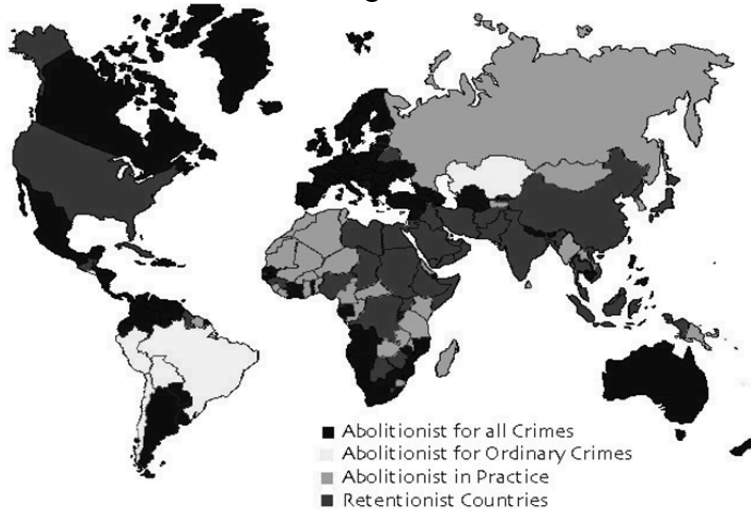 Abolitionist for all Crimes
Abolitionist for Ordinary Crimes
Abolitionist in Practice
Retentionist Countries